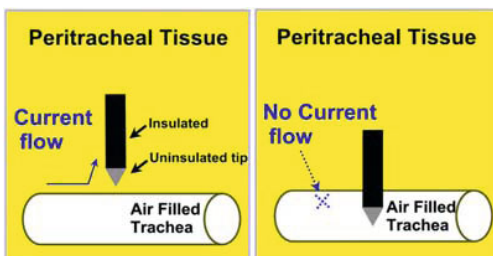 Peritracheal Tissue
Current
flow
Insulated
Uninsulated tip
Air Filled
Trachea
Peritracheal Tissue
No Current
flow
Air Filled
Trachea